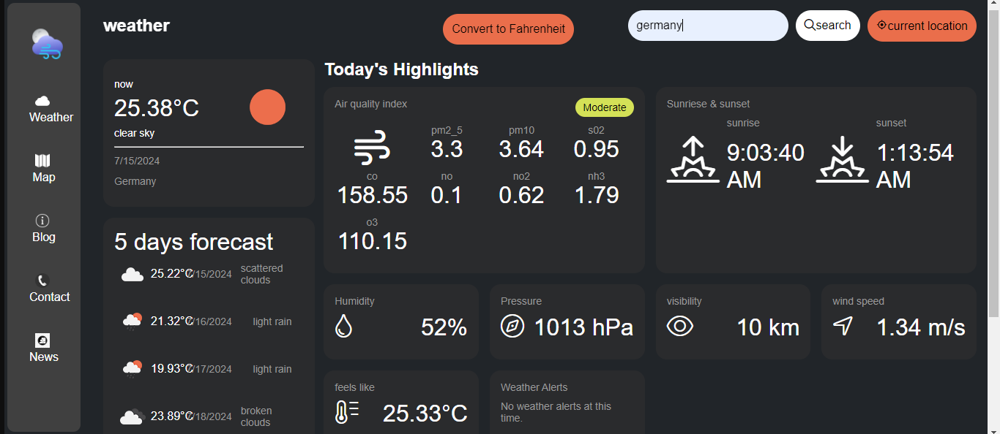 weather
Convert to Fahrenheit
germany
search
current location
Weather
Map
Blog
Contact
News
now
25.38°C
clear sky
7/15/2024
Germany
5 days forecast
25.22°C 7/15/2024 scattered
clouds
21.32°C 7/16/2024 light rain
19.93°C 7/17/2024 light rain
23.89°C 7/18/2024 broken
clouds
Today's Highlights
Air quality index
Moderate
pm2_5 pm10 s02
3.3 3.64 0.95
co no no2 nh3
158.55 0.1 0.62 1.79
o3
110.15
Sunriese & sunset
sunrise
9:03:40
AM
sunset
1:13:54
AM
Humidity
52%
Pressure
1013 hPa
visibility
10 km
wind speed
1.34 m/s
feels like
25.33°C
Weather Alerts
No weather alerts at this
time.